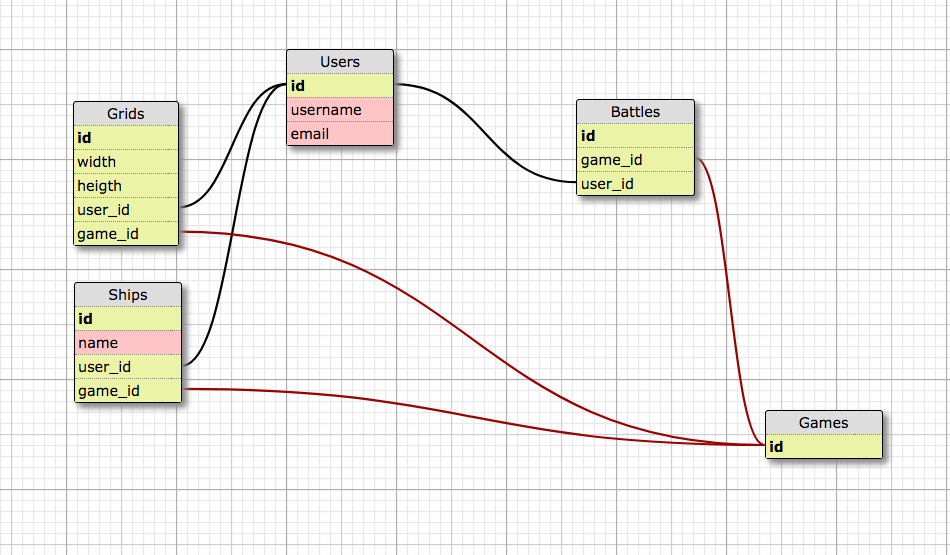 Users
id
username
email
Grids
id
width
heigth
user_id
game_id
Battles
id
game_id
user_id
Ships
id
name
user_id
game_id
Games
id